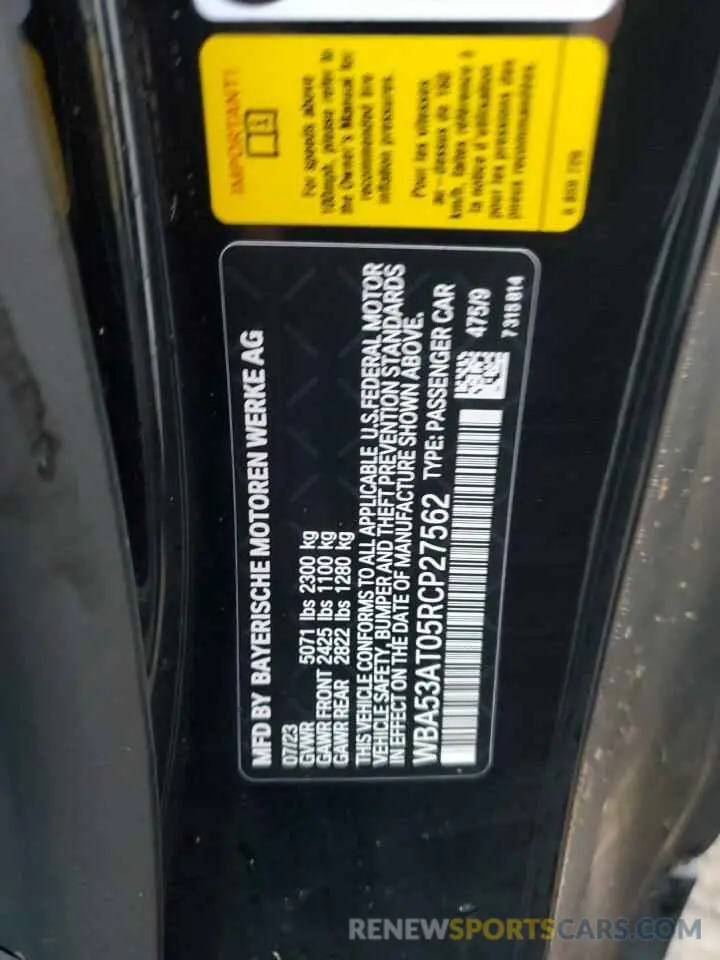 IMPORTANT!
For speeds above
100mph, please refer to
the Owner's Manual for
recommended tire
inflation pressures.
Pour les vitesses
au-dessus de 160
km/h, faites référence à
la notice d'utilisation
pour les pressions des
pneus recommandées.
MFD BY BAYERISCHE MOTOREN WERKE AG
07/23
GVWR 5071 lbs 2300 kg
GAWR FRONT 2425 lbs 1100 kg
GAWR REAR 2822 lbs 1280 kg
THIS VEHICLE CONFORMS TO ALL APPLICABLE U.S. FEDERAL MOTOR
VEHICLE SAFETY, BUMPER AND THEFT PREVENTION STANDARDS
IN EFFECT ON THE DATE OF MANUFACTURE SHOWN ABOVE.
WBA53AT05RCP27562 TYPE: PASSENGER CAR
475/9
7318814
RENEWSPORTSCARS.COM